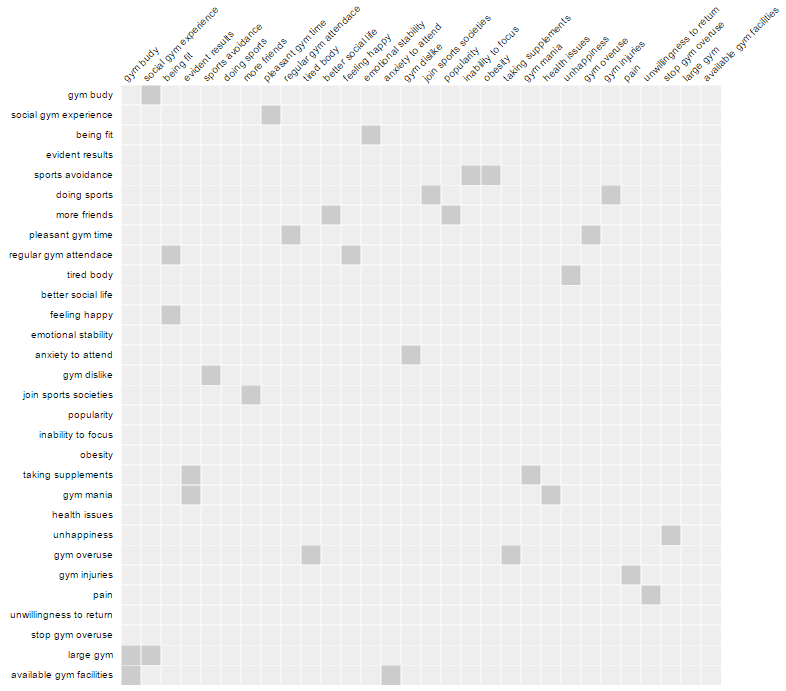 gym budy
social gym experience
being fit
evident results
sports avoidance
doing sports
more friends
pleasant gym time
regular gym attendace
tired body
better social life
feeling happy
emotional stability
anxiety to attend
gym dislike
join sports societies
popularity
inability to focus
obesity
taking supplements
gym mania
health issues
unhappiness
gym overuse
gym injuries
pain
unwillingness to return
stop gym overuse
large gym
available gym facilities
gym budy
social gym experience
being fit
evident results
sports avoidance
doing sports
more friends
pleasant gym time
regular gym attendace
tired body
better social life
feeling happy
emotional stability
anxiety to attend
gym dislike
join sports societies
popularity
inability to focus
obesity
taking supplements
gym mania
health issues
unhappiness
gym overuse
gym injuries
pain
unwillingness to return
stop gym overuse
large gym
available gym facilities